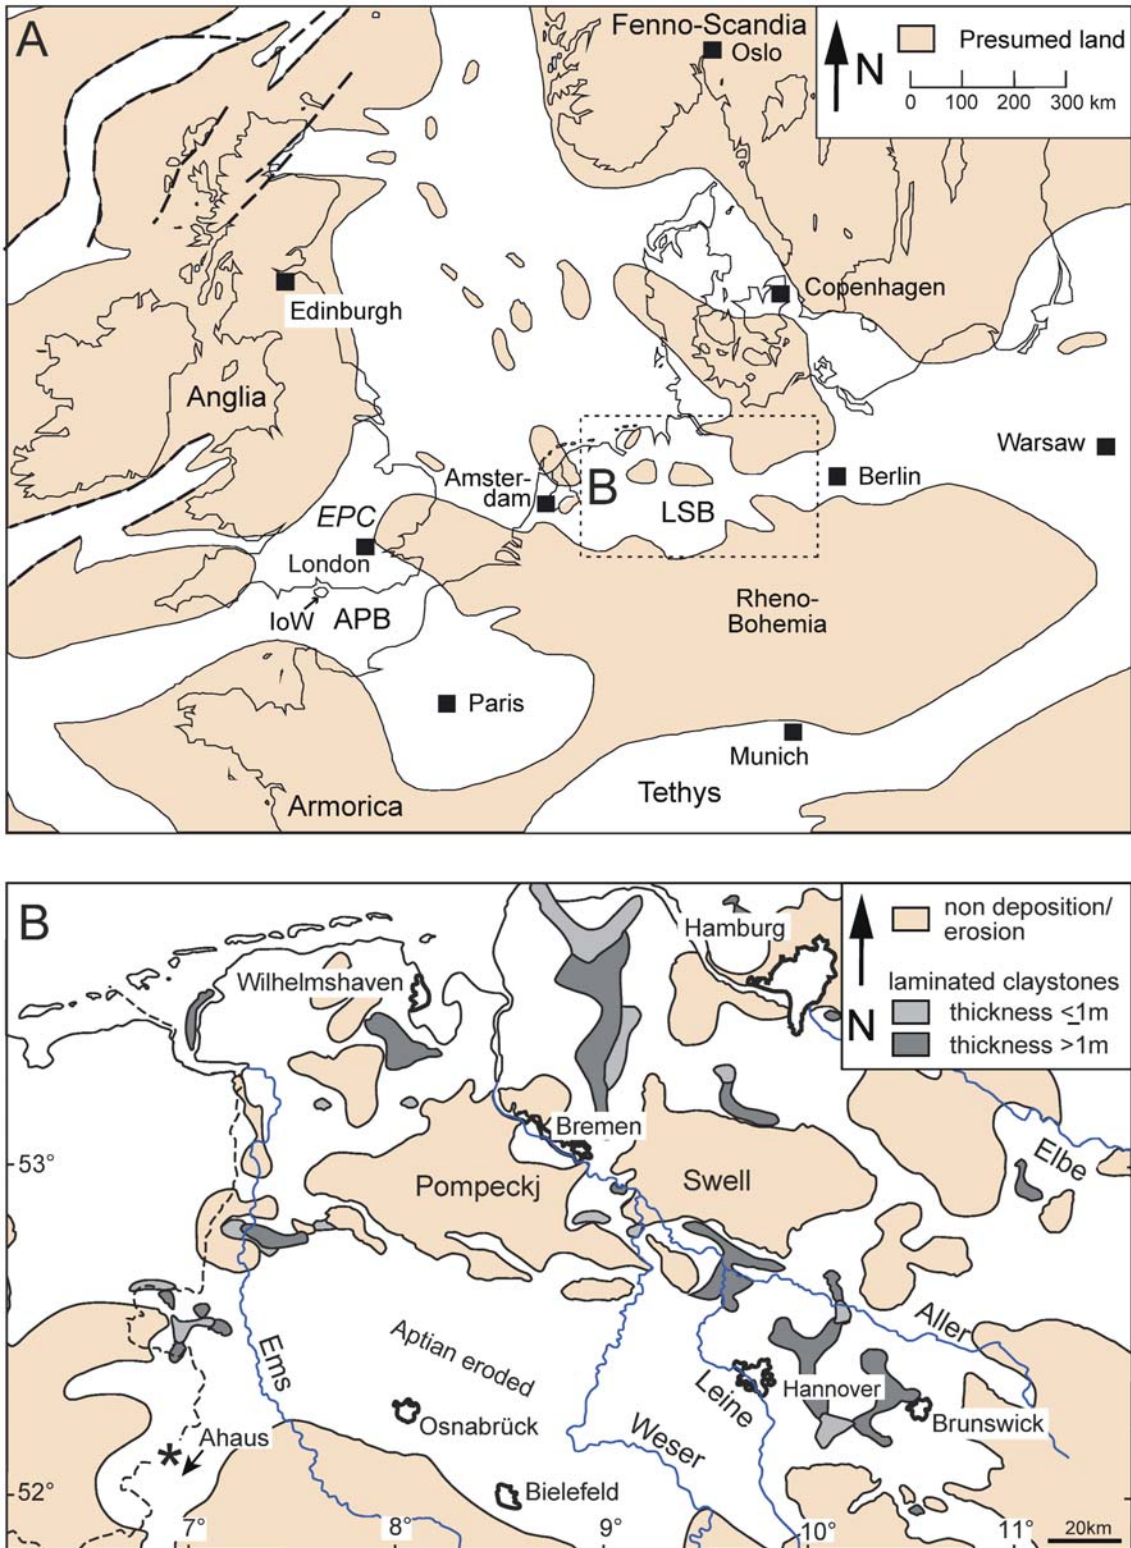 A
Fenno-Scandia
Oslo
N
Presumed land
0 100 200 300 km
Copenhagen
Edinburgh
Anglia
Warsaw
Amster-
dam
B
Berlin
LSB
EPC
London
IoW
APB
Rheno-
Bohemia
Paris
Munich
Tethys
Armorica
B
Hamburg
N
non deposition/
erosion
laminated claystones
thickness ≤1m
thickness >1m
Wilhelmshaven
Bremen
53°
Pompeckj
Swell
Elbe
Aller
Ems
Aptian eroded
Leine
Hannover
Osnabrück
Brunswick
Weser
Ahaus
*
52°
Bielefeld
7°
8°
9°
10°
11°
20km